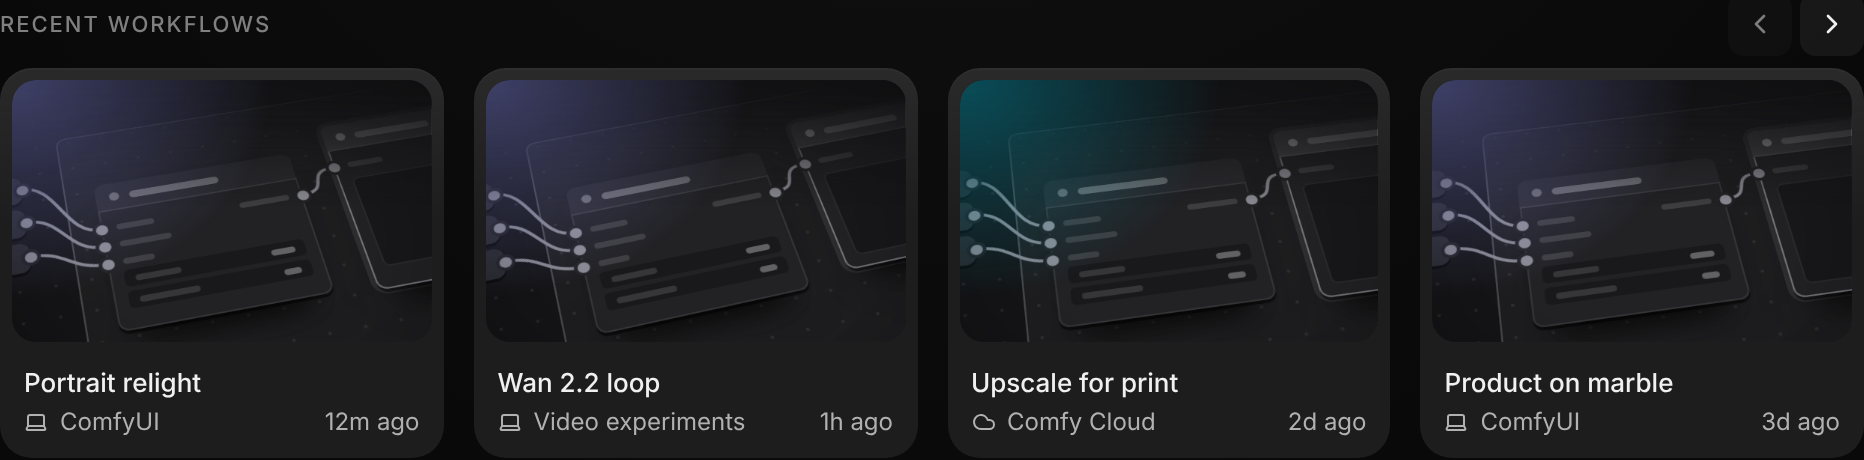 RECENT WORKFLOWS
Portrait relight
ComfyUI
12m ago
Wan 2.2 loop
Video experiments
1h ago
Upscale for print
Comfy Cloud
2d ago
Product on marble
ComfyUI
3d ago